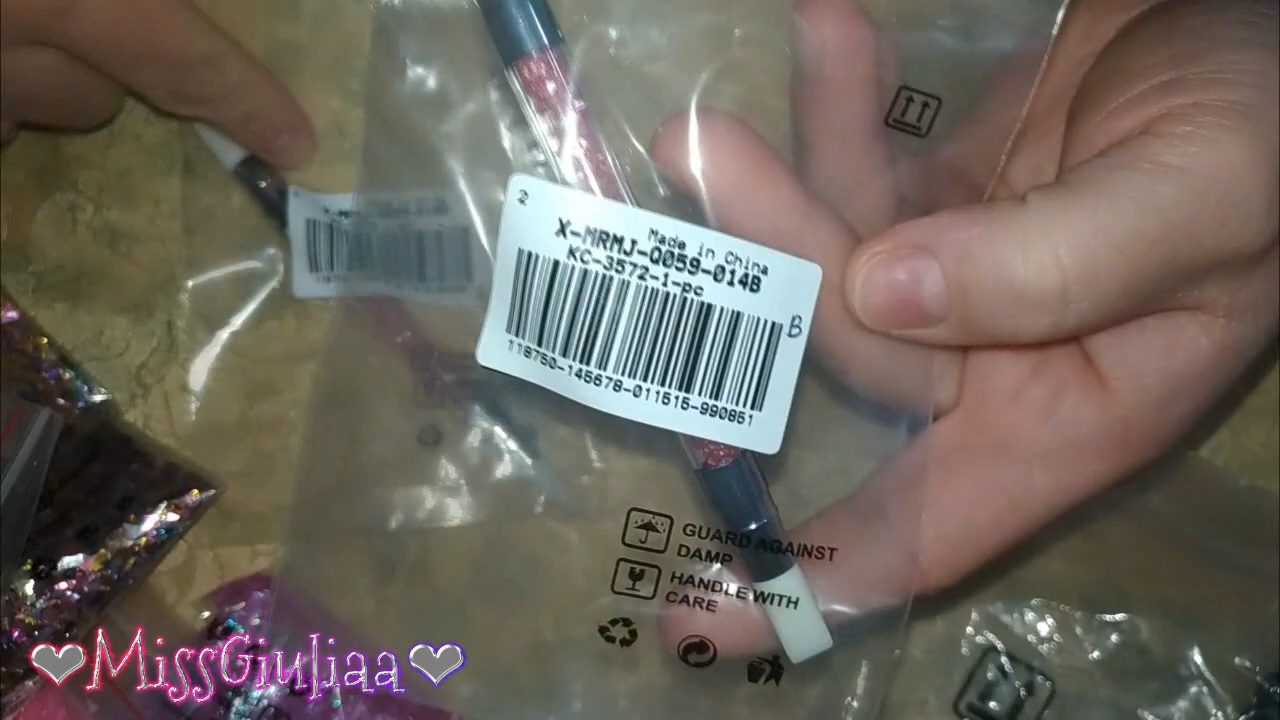 2
Made in China
X-MRMJ-Q059-014B
KC-3572-1-pc
B
118750-145678-011515-990851
GUARD AGAINST
DAMP
HANDLE WITH
CARE
MissGiuliaa